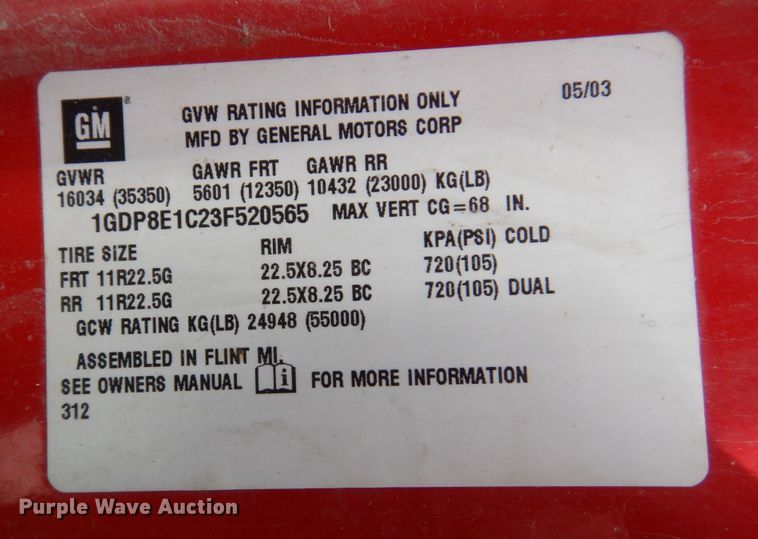 GM ®
GVW RATING INFORMATION ONLY 05/03
MFD BY GENERAL MOTORS CORP
GVWR GAWR FRT GAWR RR
16034 (35350) 5601 (12350) 10432 (23000) KG(LB)
1GDP8E1C23F520565 MAX VERT CG=68 IN.
TIRE SIZE RIM KPA(PSI) COLD
FRT 11R22.5G 22.5X8.25 BC 720(105)
RR 11R22.5G 22.5X8.25 BC 720(105) DUAL
GCW RATING KG(LB) 24948 (55000)
ASSEMBLED IN FLINT MI.
SEE OWNERS MANUAL i FOR MORE INFORMATION
312
Purple Wave Auction